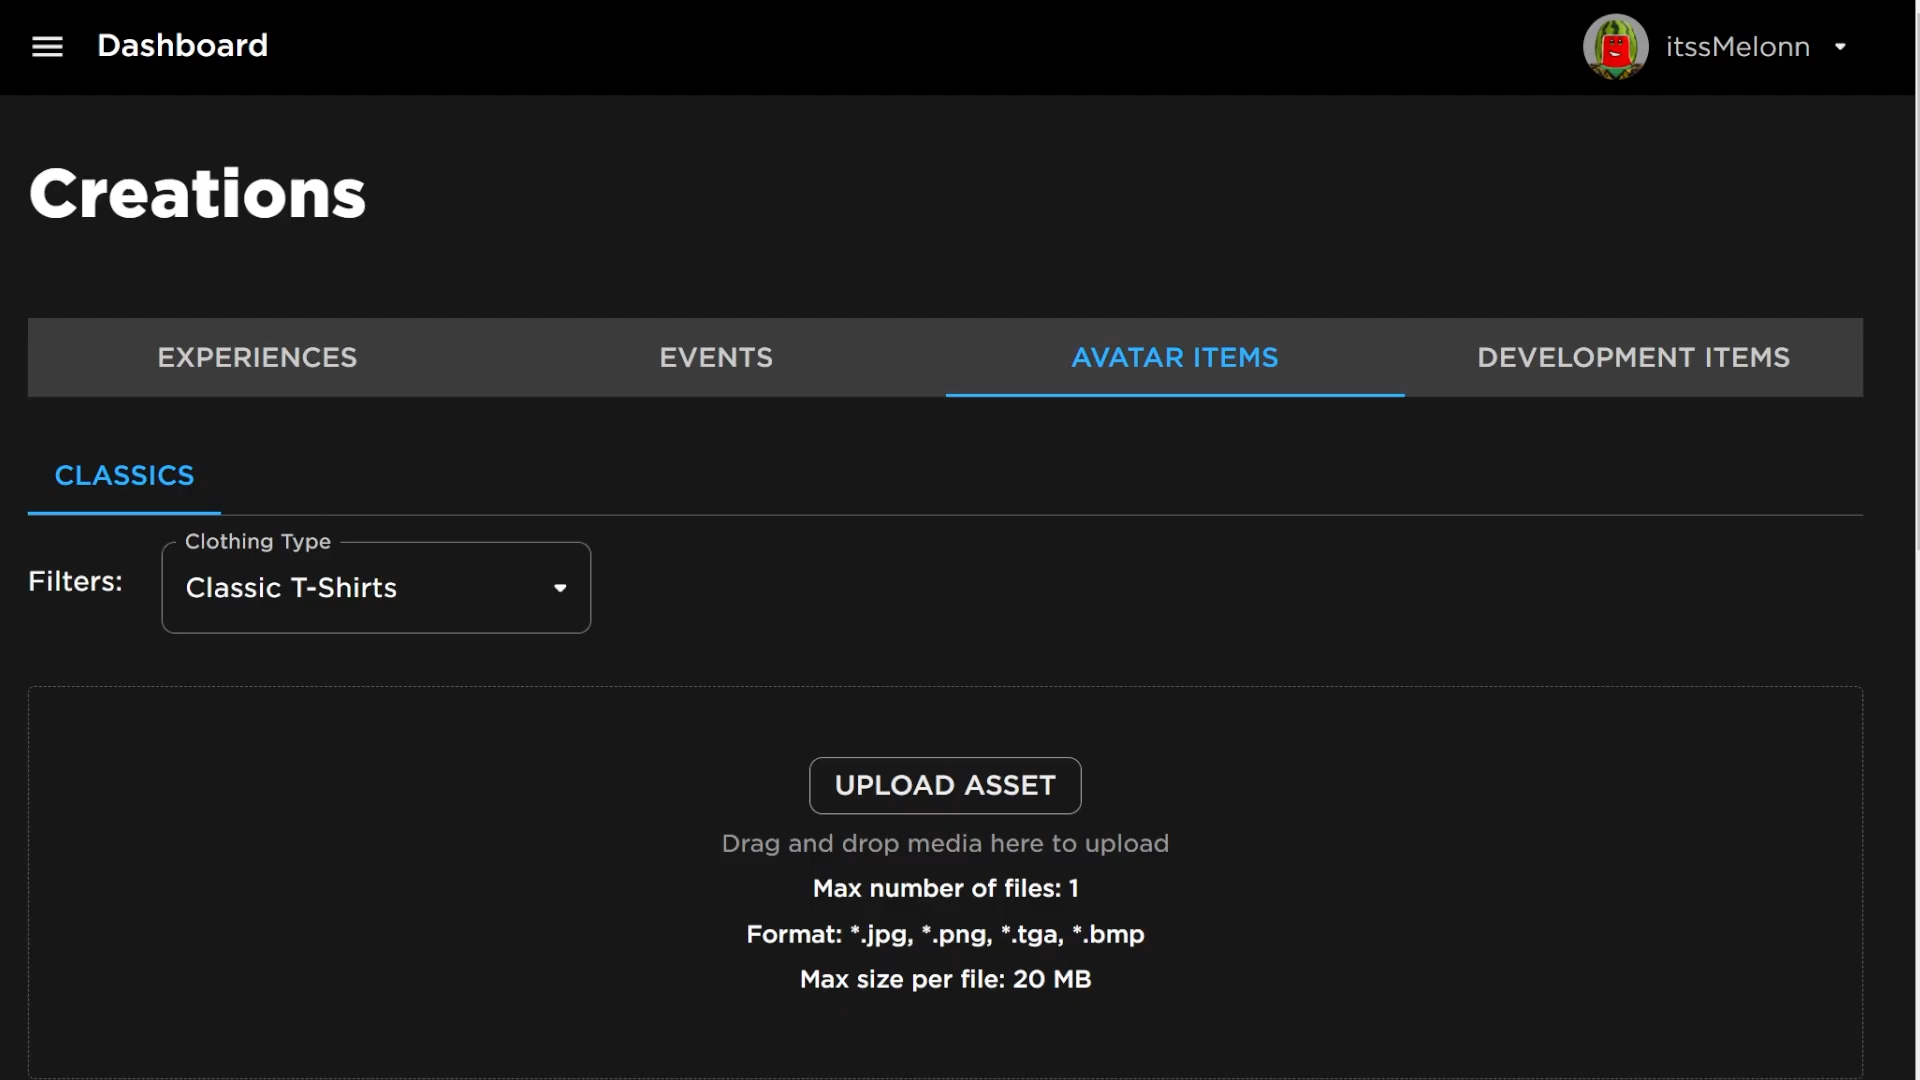 Dashboard
itssMelonn
Creations
EXPERIENCES
EVENTS
AVATAR ITEMS
DEVELOPMENT ITEMS
CLASSICS
Clothing Type
Filters:
Classic T-Shirts
UPLOAD ASSET
Drag and drop media here to upload
Max number of files: 1
Format: *.jpg, *.png, *.tga, *.bmp
Max size per file: 20 MB